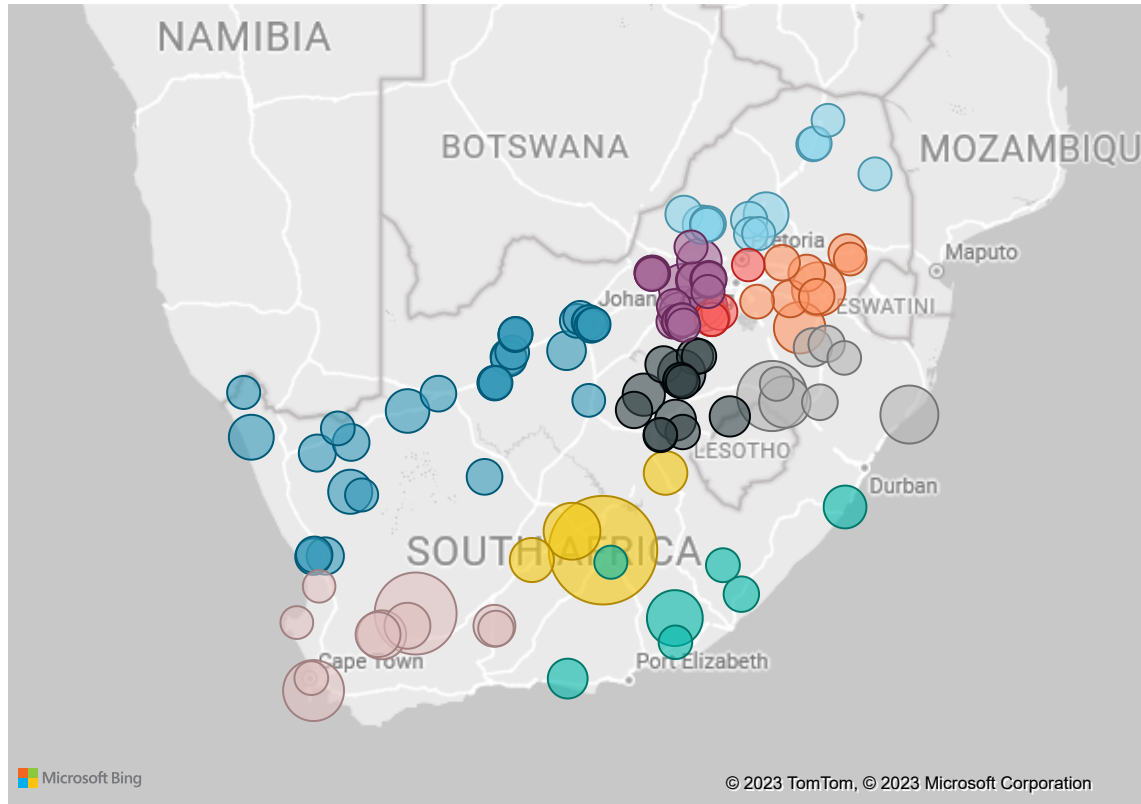 NAMIBIA
BOTSWANA
MOZAMBIQU
etoria
Maputo
Johan
ESWATINI
LESOTHO
Durban
SOUTH AFRICA
Cape Town
Port Elizabeth
Microsoft Bing
© 2023 TomTom, © 2023 Microsoft Corporation